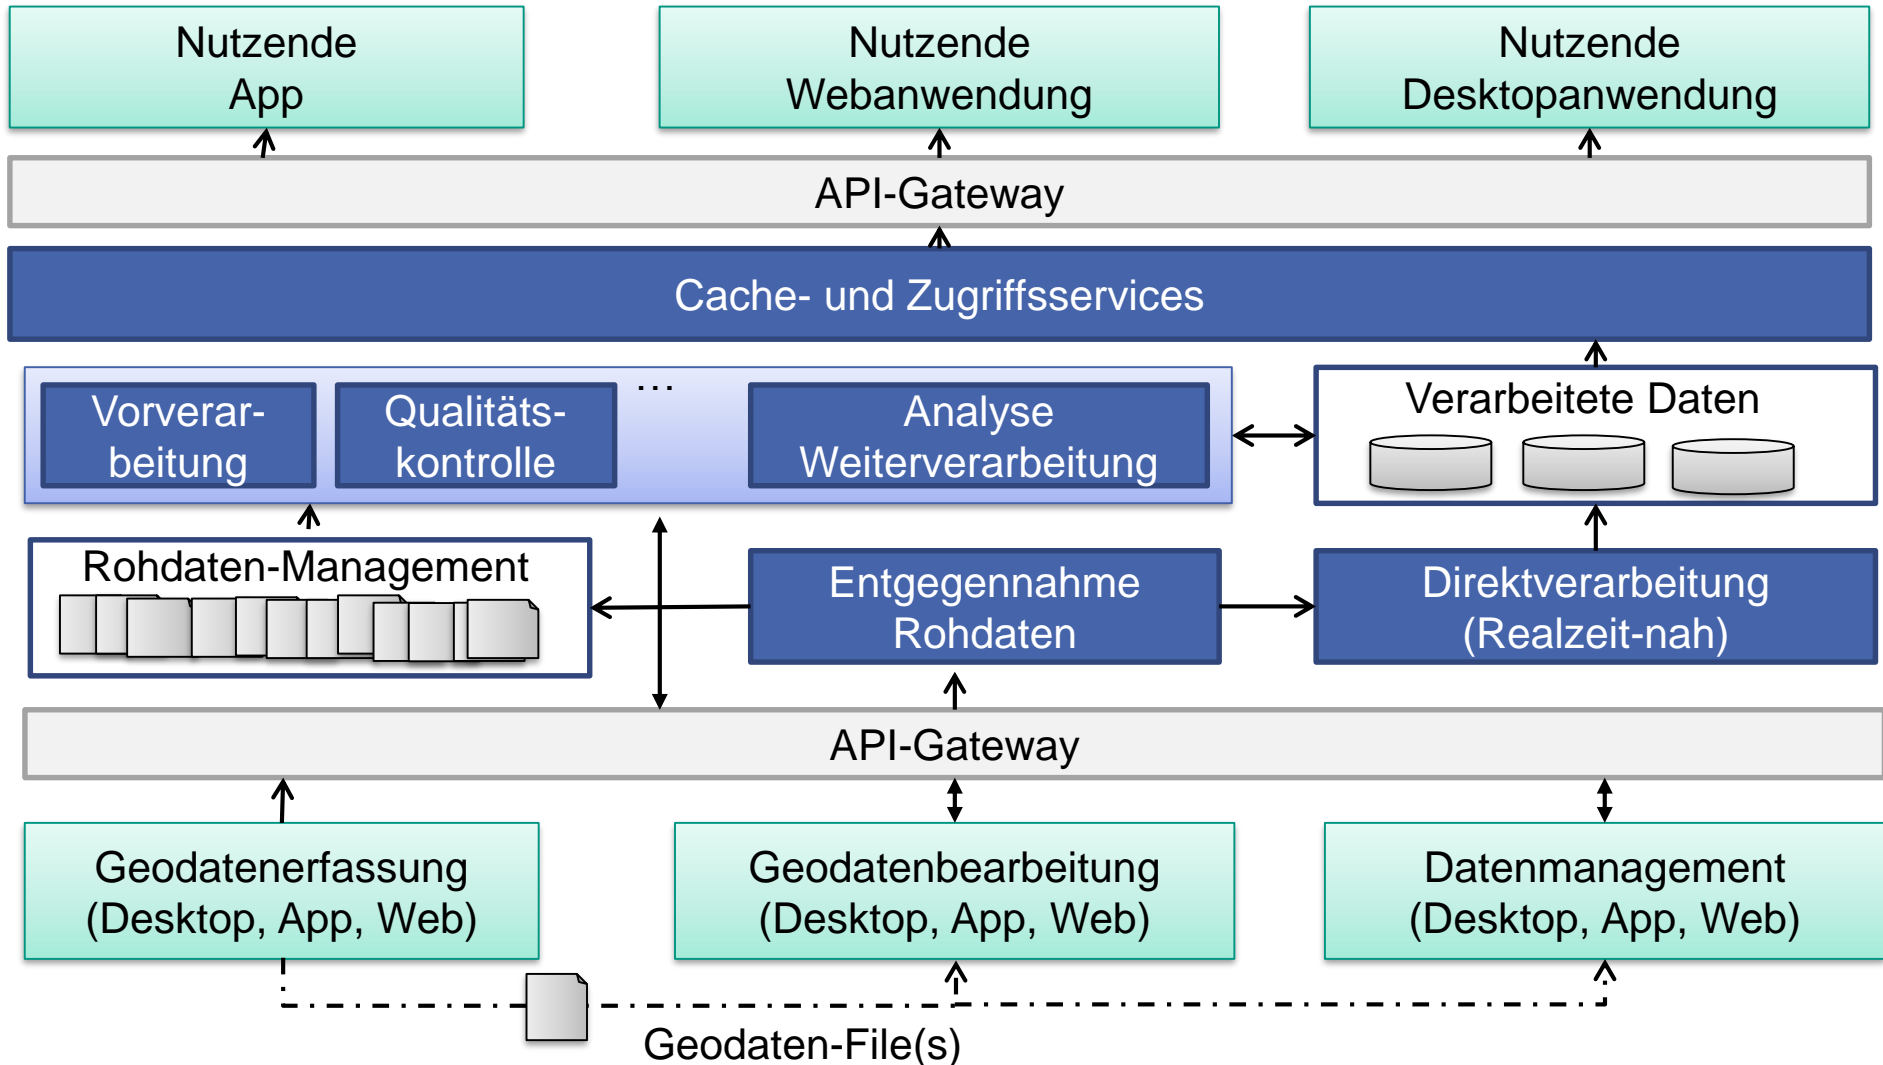 Nutzende
App
Nutzende
Webanwendung
Nutzende
Desktopanwendung
API-Gateway
Cache- und Zugriffsservices
Vorverar-
beitung
Qualitäts-
kontrolle
...
Analyse
Weiterverarbeitung
Verarbeitete Daten
Rohdaten-Management
Entgegennahme
Rohdaten
Direktverarbeitung
(Realzeit-nah)
API-Gateway
Geodatenerfassung
(Desktop, App, Web)
Geodatenbearbeitung
(Desktop, App, Web)
Datenmanagement
(Desktop, App, Web)
Geodaten-File(s)